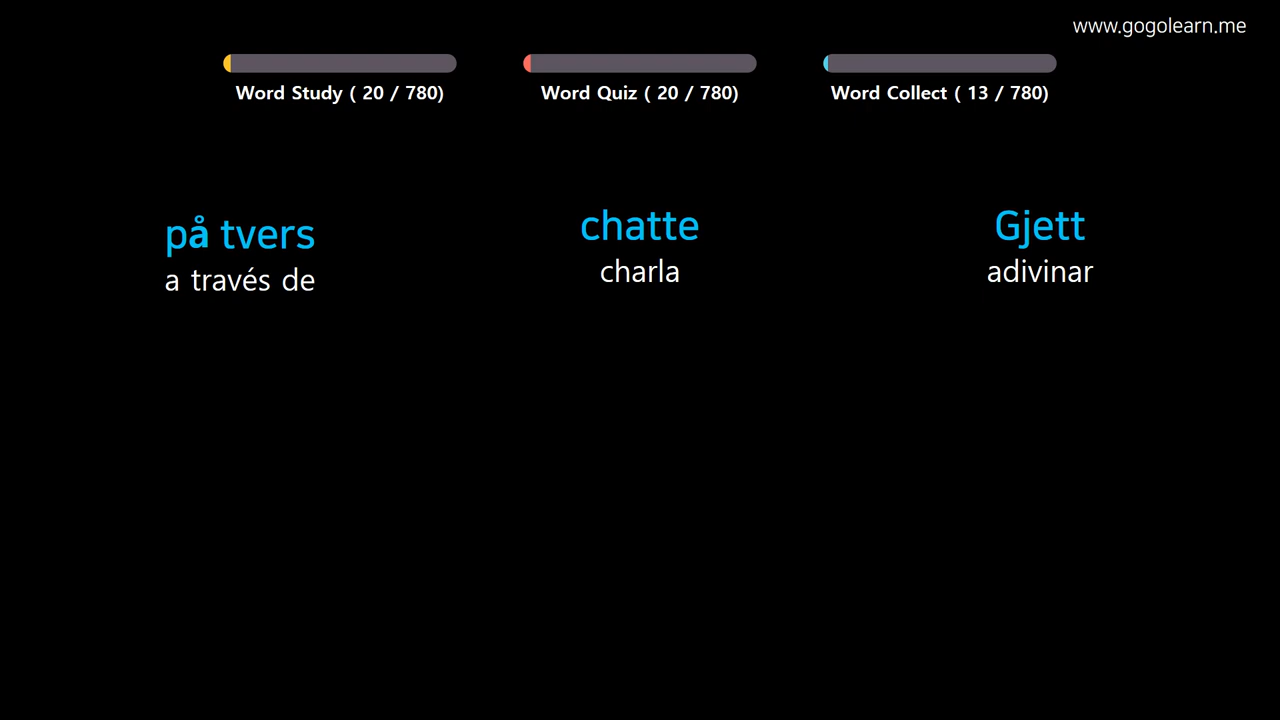 www.gogolearn.me
Word Study ( 20 / 780)
Word Quiz ( 20 / 780)
Word Collect ( 13 / 780)
på tvers
a través de
chatte
charla
Gjett
adivinar